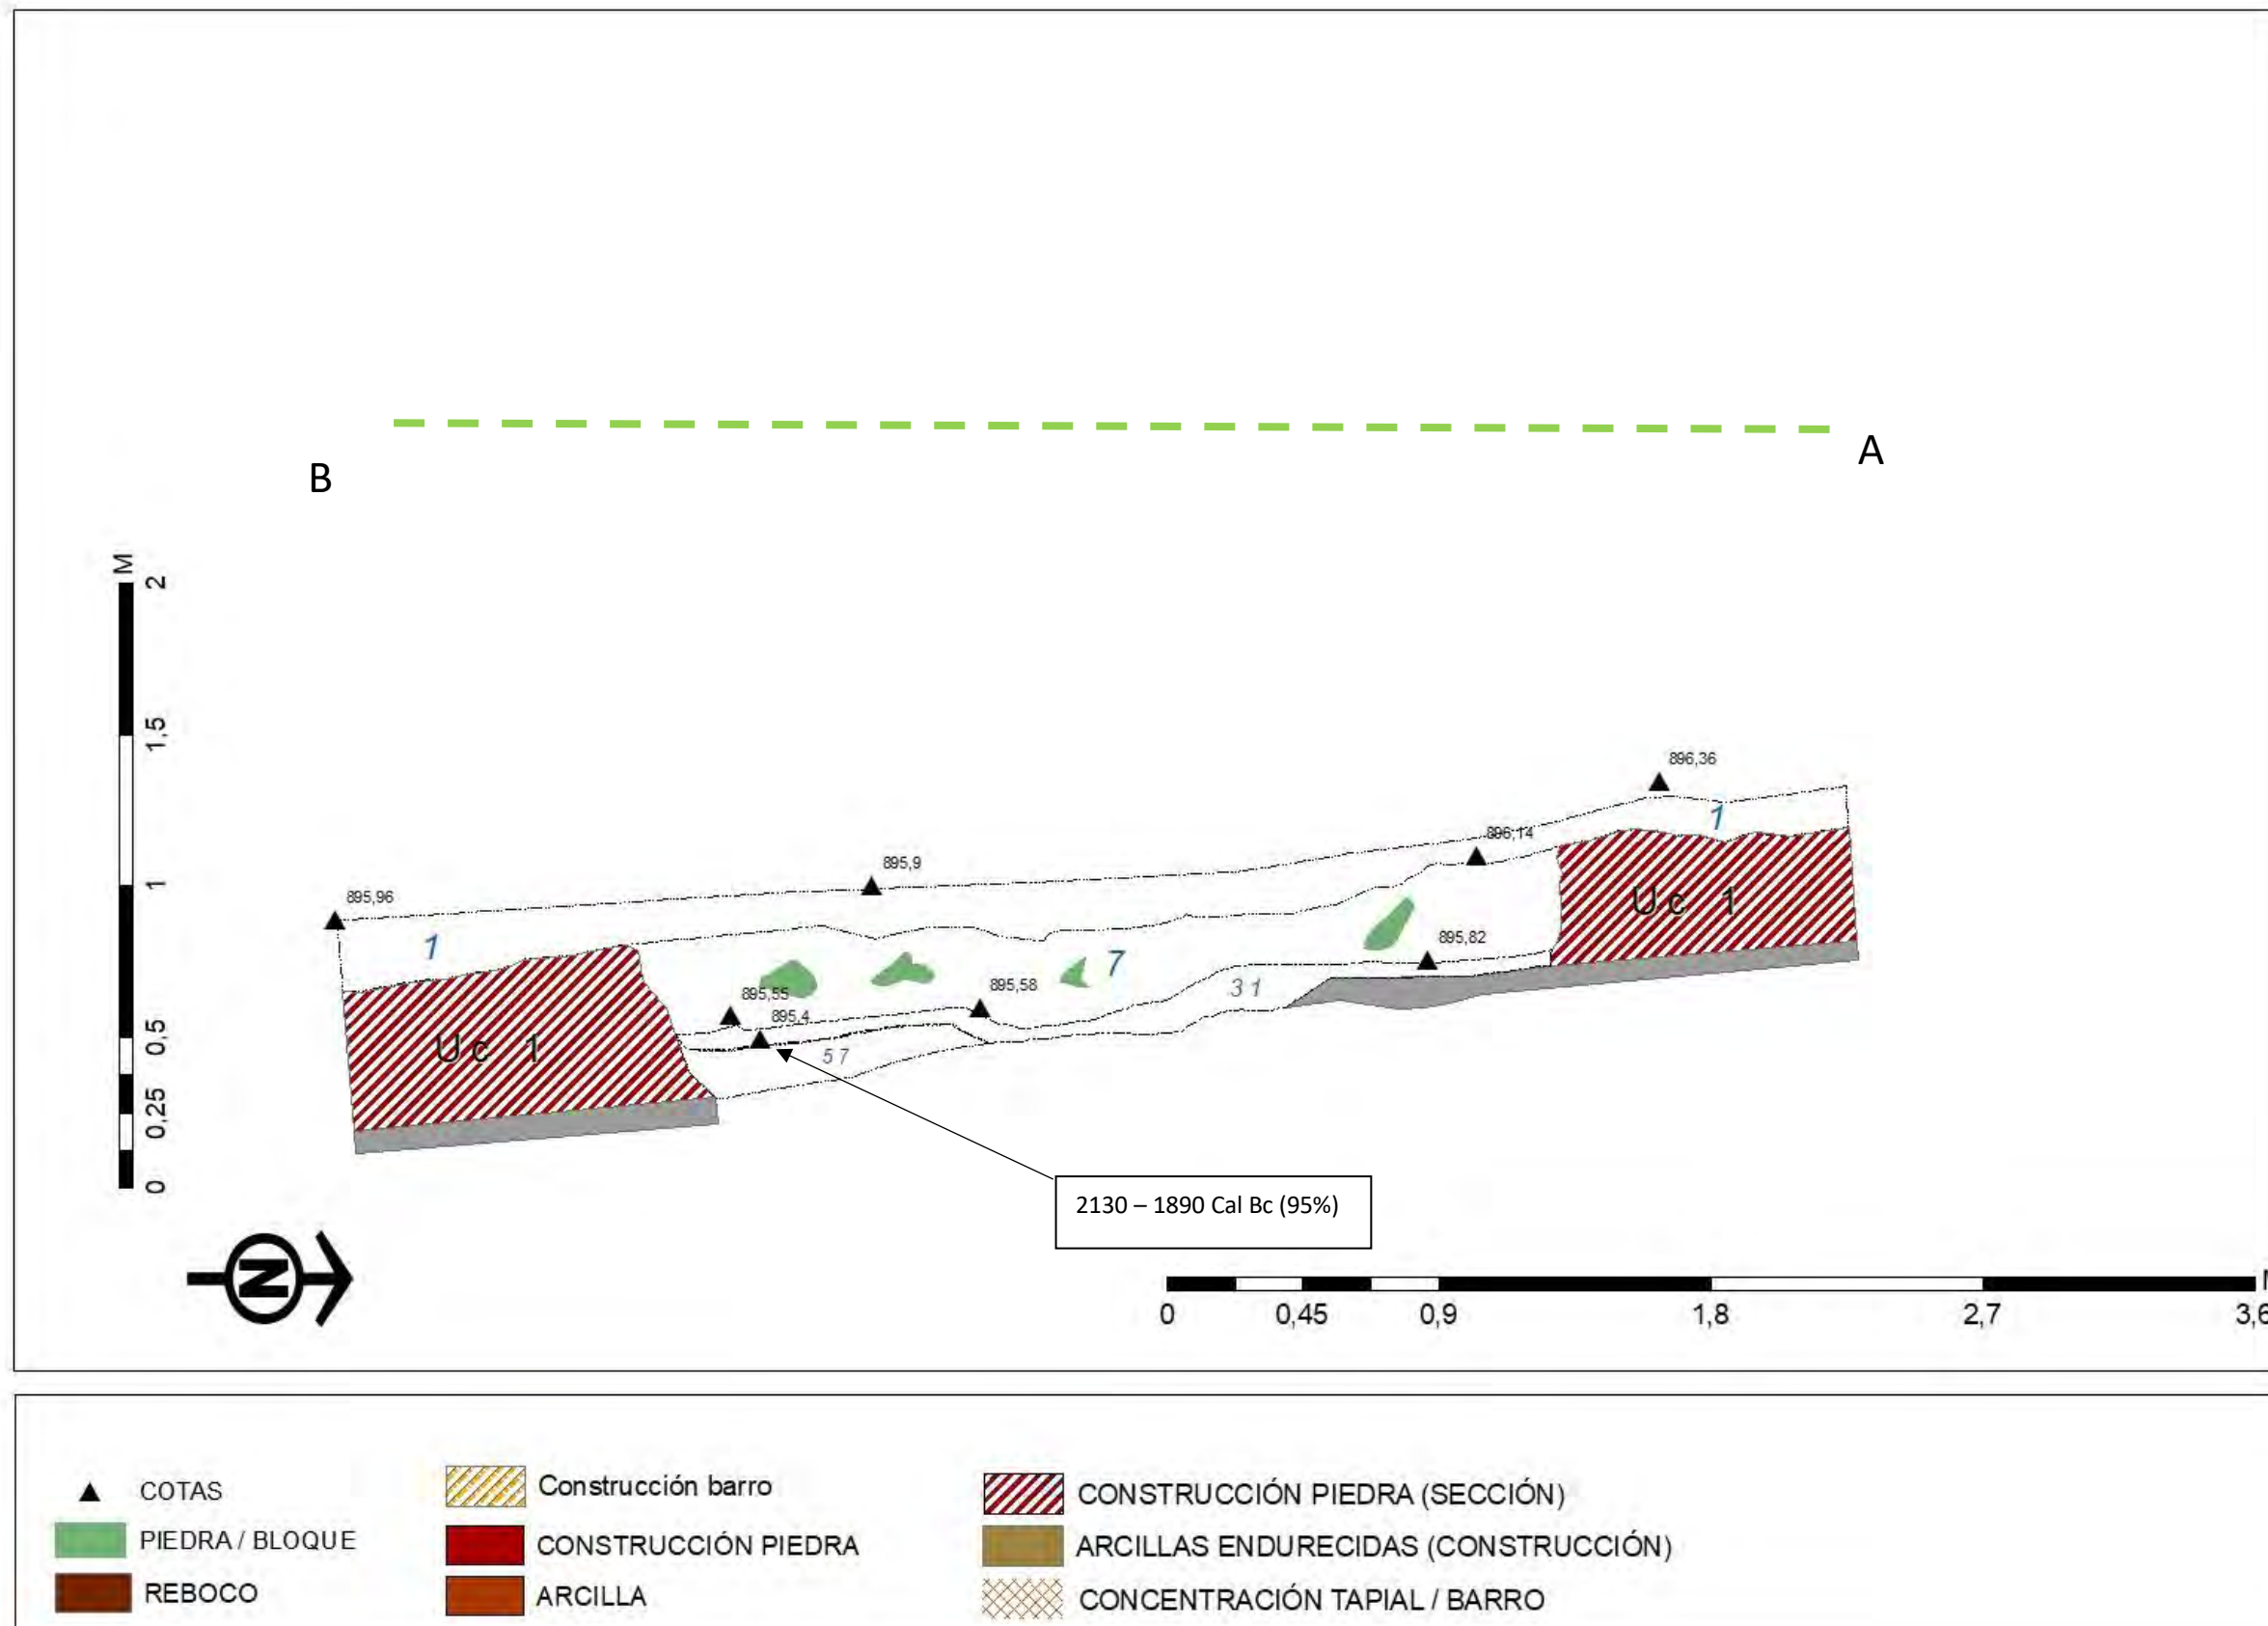 B
A
M
2
1,5
1
0,5
0,25
0
896,36
1
896,14
895,9
895,96
1
Uc 1
895,82
7
895,58
31
895,55
895,4
Uc 1
57
2130 – 1890 Cal Bc (95%)
N
0
0,45
0,9
1,8
2,7
COTAS
PIEDRA / BLOQUE
REBOCO
Construcción barro
CONSTRUCCIÓN PIEDRA
ARCILLA
CONSTRUCCIÓN PIEDRA (SECCIÓN)
ARCILLAS ENDURECIDAS (CONSTRUCCIÓN)
CONCENTRACIÓN TAPIAL / BARRO